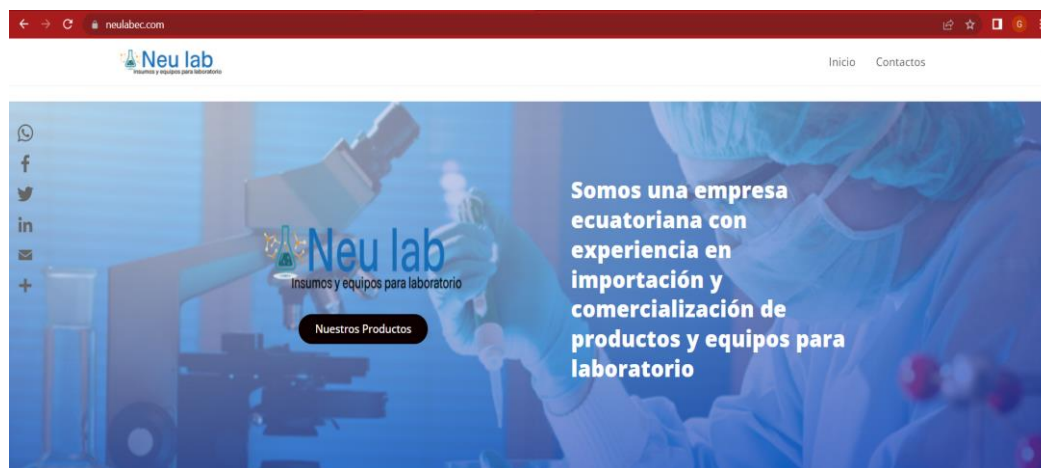 neulabec.com
G
Neu lab
Insumos y equipos para laboratorio
Inicio Contactos
Neu lab
Insumos y equipos para laboratorio
Nuestros Productos
Somos una empresa
ecuatoriana con
experiencia en
importación y
comercialización de
productos y equipos para
laboratorio